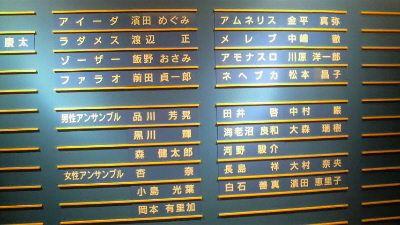 慶太
アイーダ 濱田 めぐみ
ラダメス 渡辺 正
ゾーザー 飯野 おさみ
ファラオ 前田 貞一郎
男性アンサンブル 品川 芳晃
黒川 輝
森 健太郎
女性アンサンブル 杏 奈
小島 光葉
岡本 有里加
アムネリス 金平 真弥
メレブ 中嶋 徹
アモナスロ 川原 洋一郎
ネヘブカ 松本 昌子
田井 啓 中村 巌
海老沼 良和 大森 瑞樹
河野 駿介
長島 祥 大村 奈央
白石 善真 濱田 恵里子